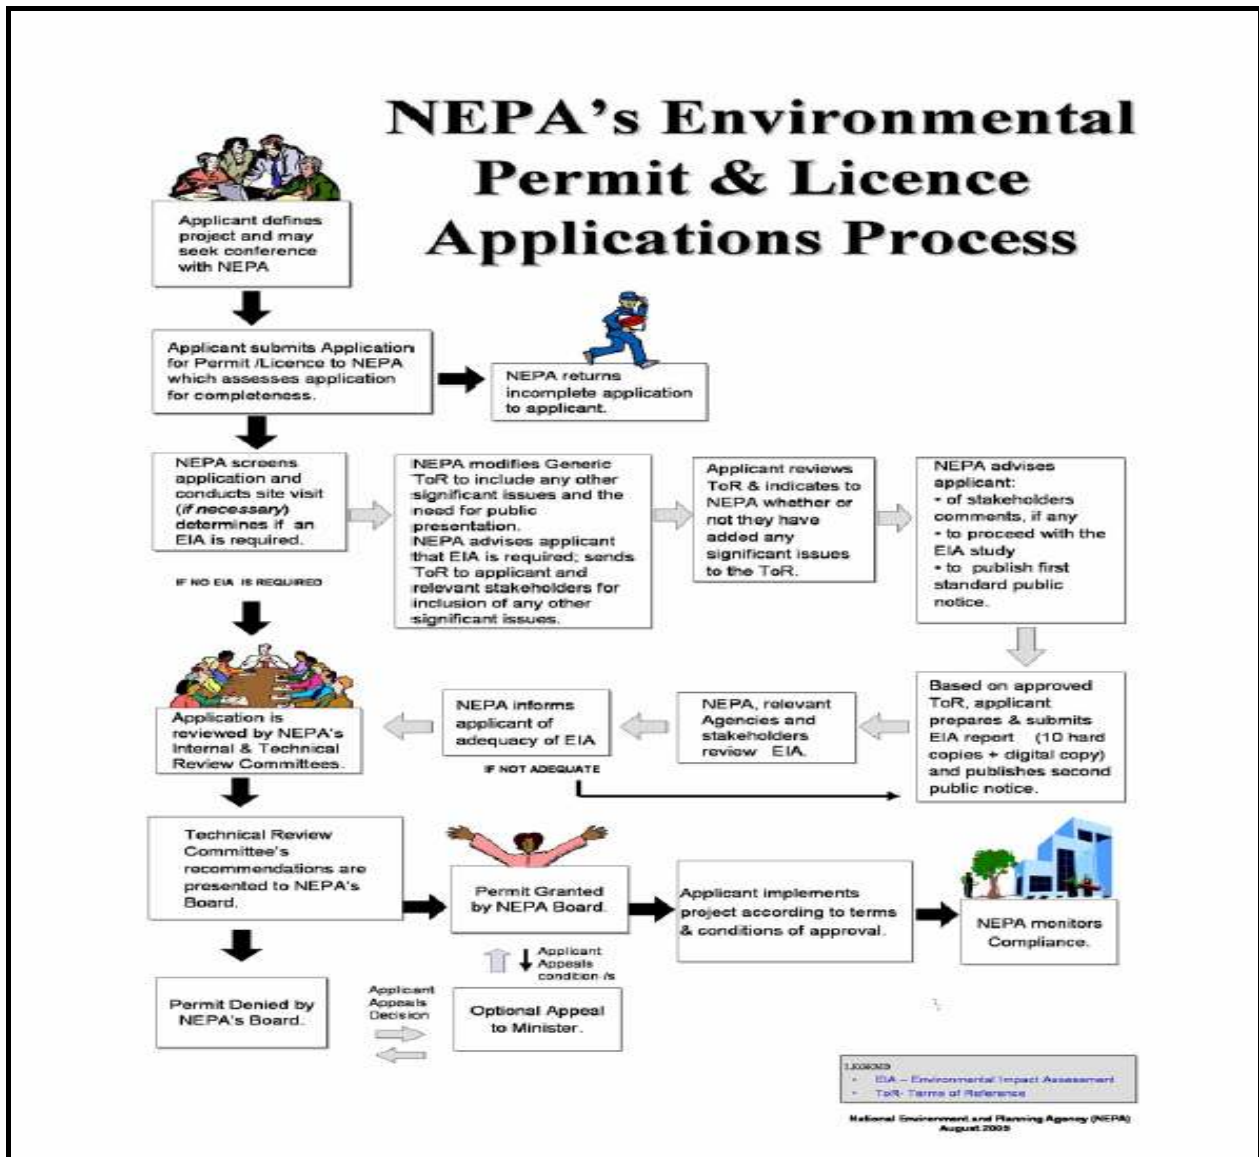 NEPA's Environmental
Permit & Licence
Applications Process
Applicant defines
project and may
seek conference
with NEPA
Applicant submits Application
for Permit /Licence to NEPA
which assesses application
for completeness.
NEPA returns
incomplete application
to applicant.
NEPA screens
application and
conducts site visit
(if necessary)
determines if an
EIA is required.
NEPA modifies Generic
ToR to include any other
significant issues and the
need for public
presentation.
NEPA advises applicant
that EIA is required; sends
ToR to applicant and
relevant stakeholders for
inclusion of any other
significant issues.
Applicant reviews
ToR & indicates to
NEPA whether or
not they have
added any
significant issues
to the ToR.
NEPA advises
applicant:
• of stakeholders
comments, if any
• to proceed with the
EIA study
• to publish first
standard public
notice.
IF NO EIA IS REQUIRED
Based on approved
ToR, applicant
prepares & submits
EIA report (10 hard
copies + digital copy)
and publishes second
public notice.
NEPA, relevant
Agencies and
stakeholders
review EIA.
NEPA informs
applicant of
adequacy of EIA
IF NOT ADEQUATE
Application is
reviewed by NEPA's
Internal & Technical
Review Committees.
Technical Review
Committee's
recommendations are
presented to NEPA's
Board.
Permit Granted
by NEPA Board.
Applicant implements
project according to terms
& conditions of approval.
NEPA monitors
Compliance.
Applicant
Appeals
condition/s
Permit Denied by
NEPA's Board.
Applicant
Appeals
Decision
Optional Appeal
to Minister.
LEGEND
• EIA – Environmental Impact Assessment
• ToR- Terms of Reference
National Environment and Planning Agency (NEPA)
August 2005